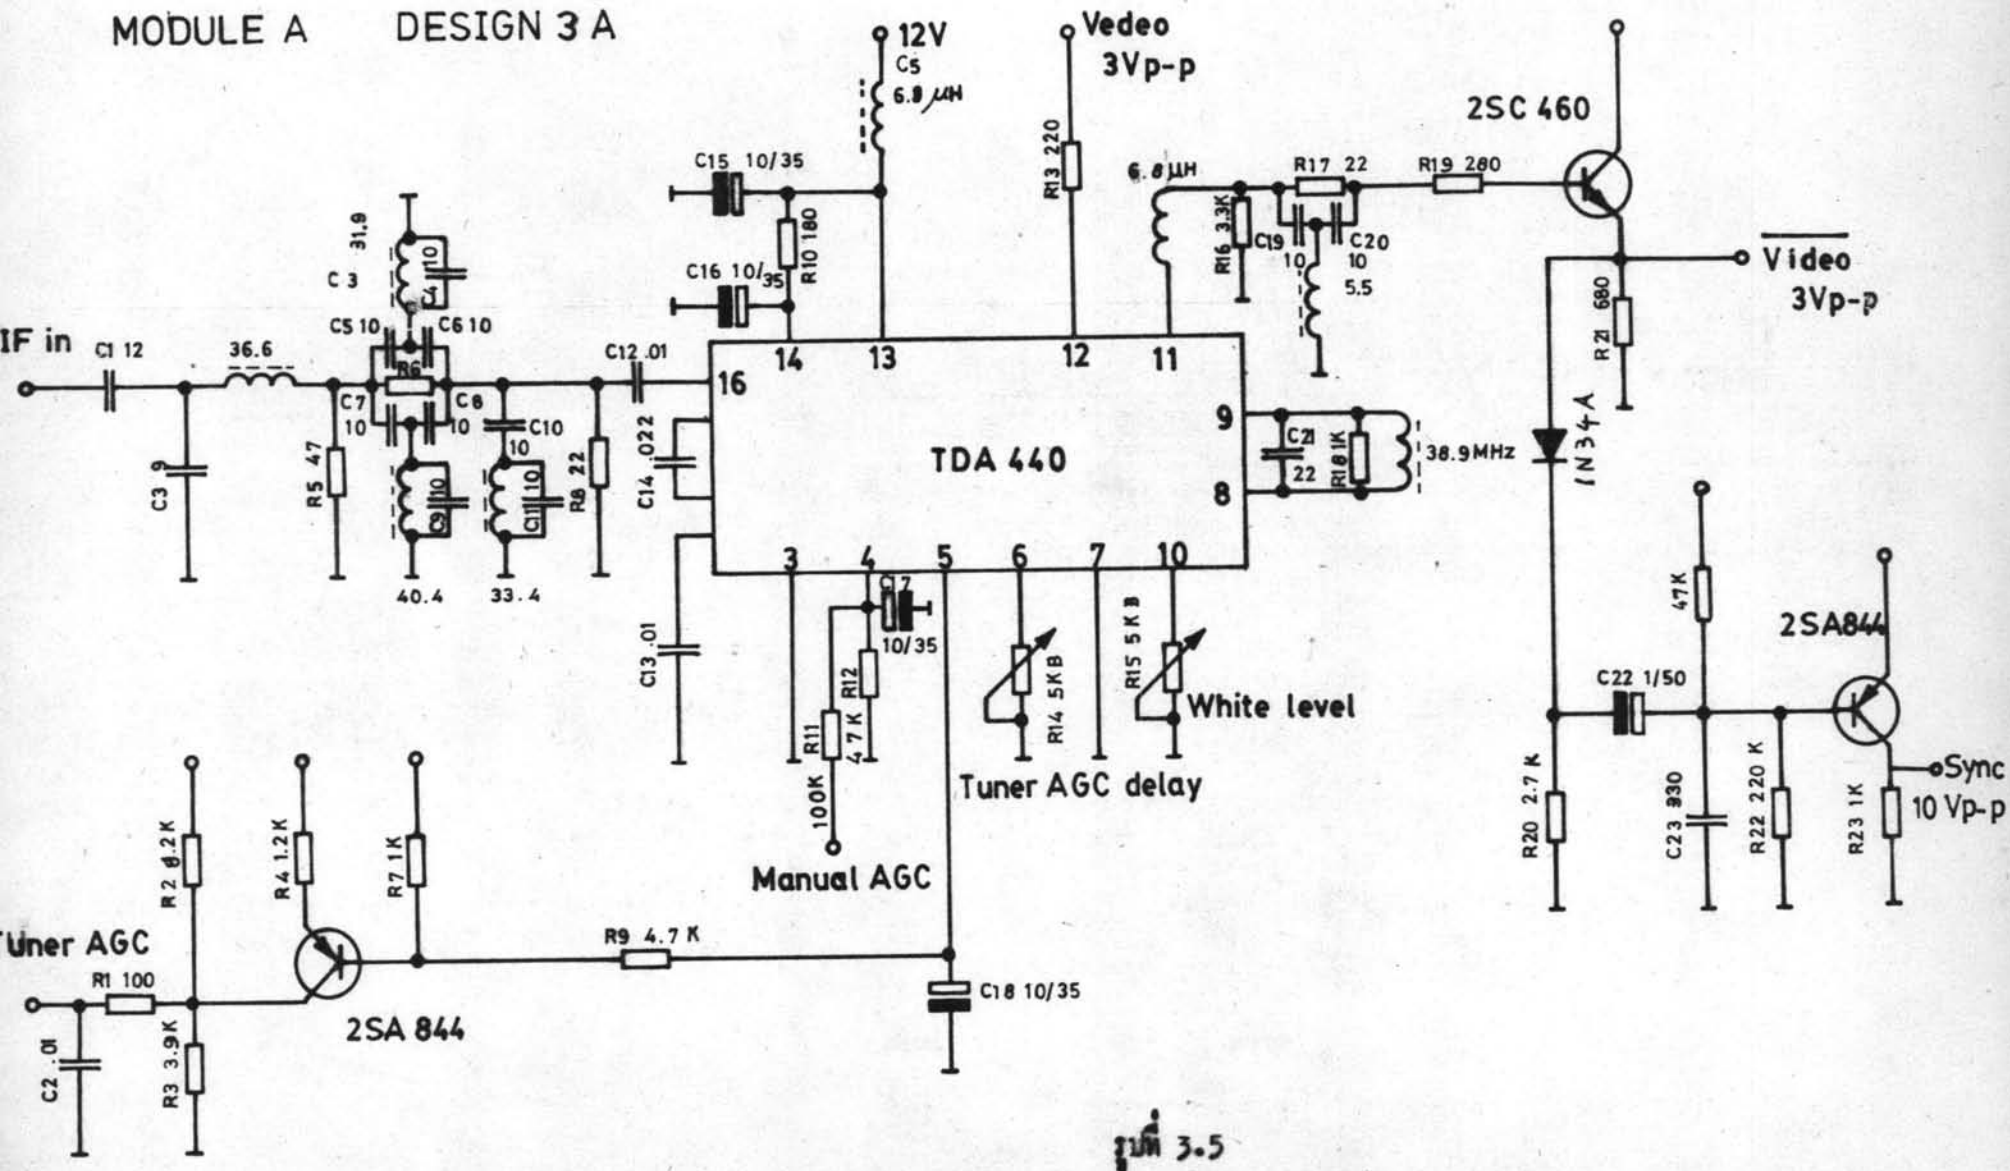 MODULE A DESIGN 3 A
12V
C5
6.8 µH
Vedeo
3Vp-p
2SC 460
R13 220
C15 10/35
R10 180
C16 10/35
6.8 µH
R16 3.3K
R17 22
R19 280
C19
10
C20
10
5.5
Video
3Vp-p
R21 680
31.9
C 3
C4 10
C5 10
C6 10
IF in
C1 12
36.6
R6
C7
10
C8
10
C12 .01
C3 9
R5 47
C9 10
C10
10
C11 10
R8 22
40.4
33.4
C14 .022
C13 .01
14
13
12
11
16
TDA 440
9
8
3
4
5
6
7
10
C21
22
R18 1K
38.9MHz
1N34A
C17
10/35
R12
4.7 K
R11
100K
Manual AGC
R14 5KB
Tuner AGC delay
R15 5KB
White level
47K
2SA844
C22 1/50
R20 2.7 K
C23 930
R22 220 K
R23 1K
Sync
10 Vp-p
R4 1.2K
R7 1K
R9 4.7 K
C18 10/35
Tuner AGC
R1 100
2SA 844
C2 .01
R3 3.9K
รูปที่ 3.5